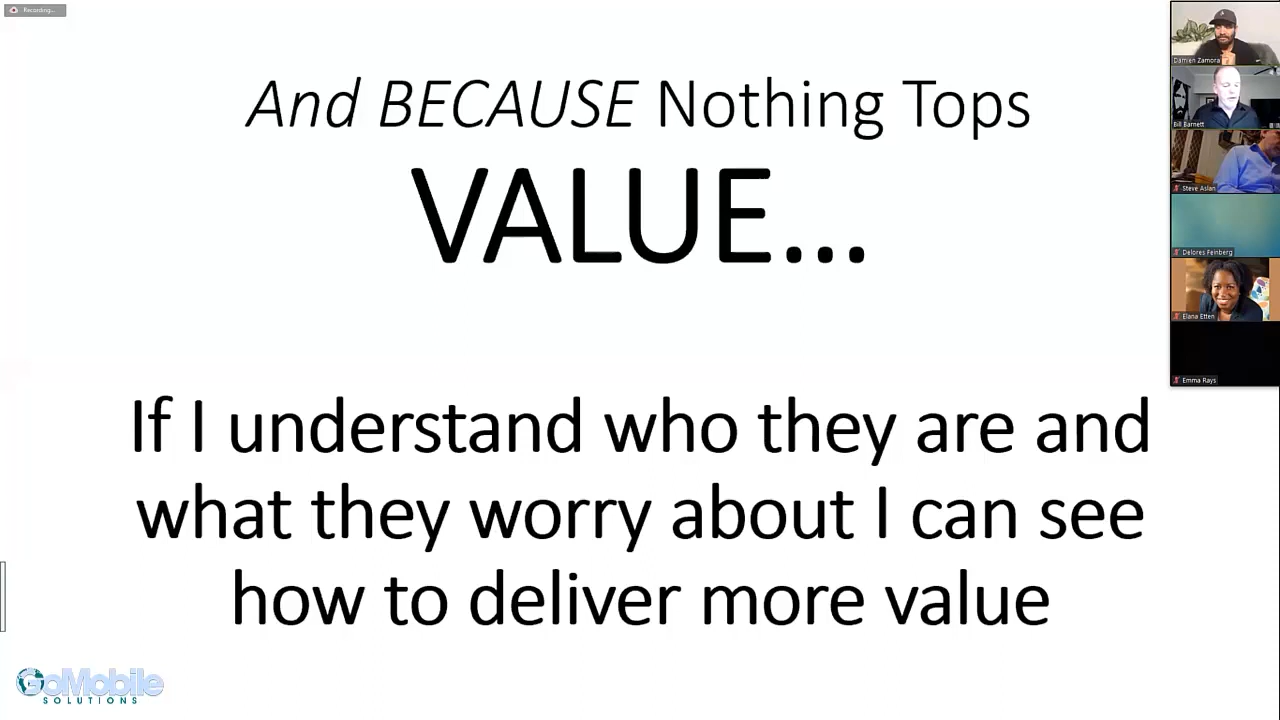 Recording...
And BECAUSE Nothing Tops
VALUE...
If I understand who they are and
what they worry about I can see
how to deliver more value
GoMobile
SOLUTIONS
Damien Zamora
Bill Barnett
Steve Aslan
Delores Feinberg
Elana Etten
Emma Rays